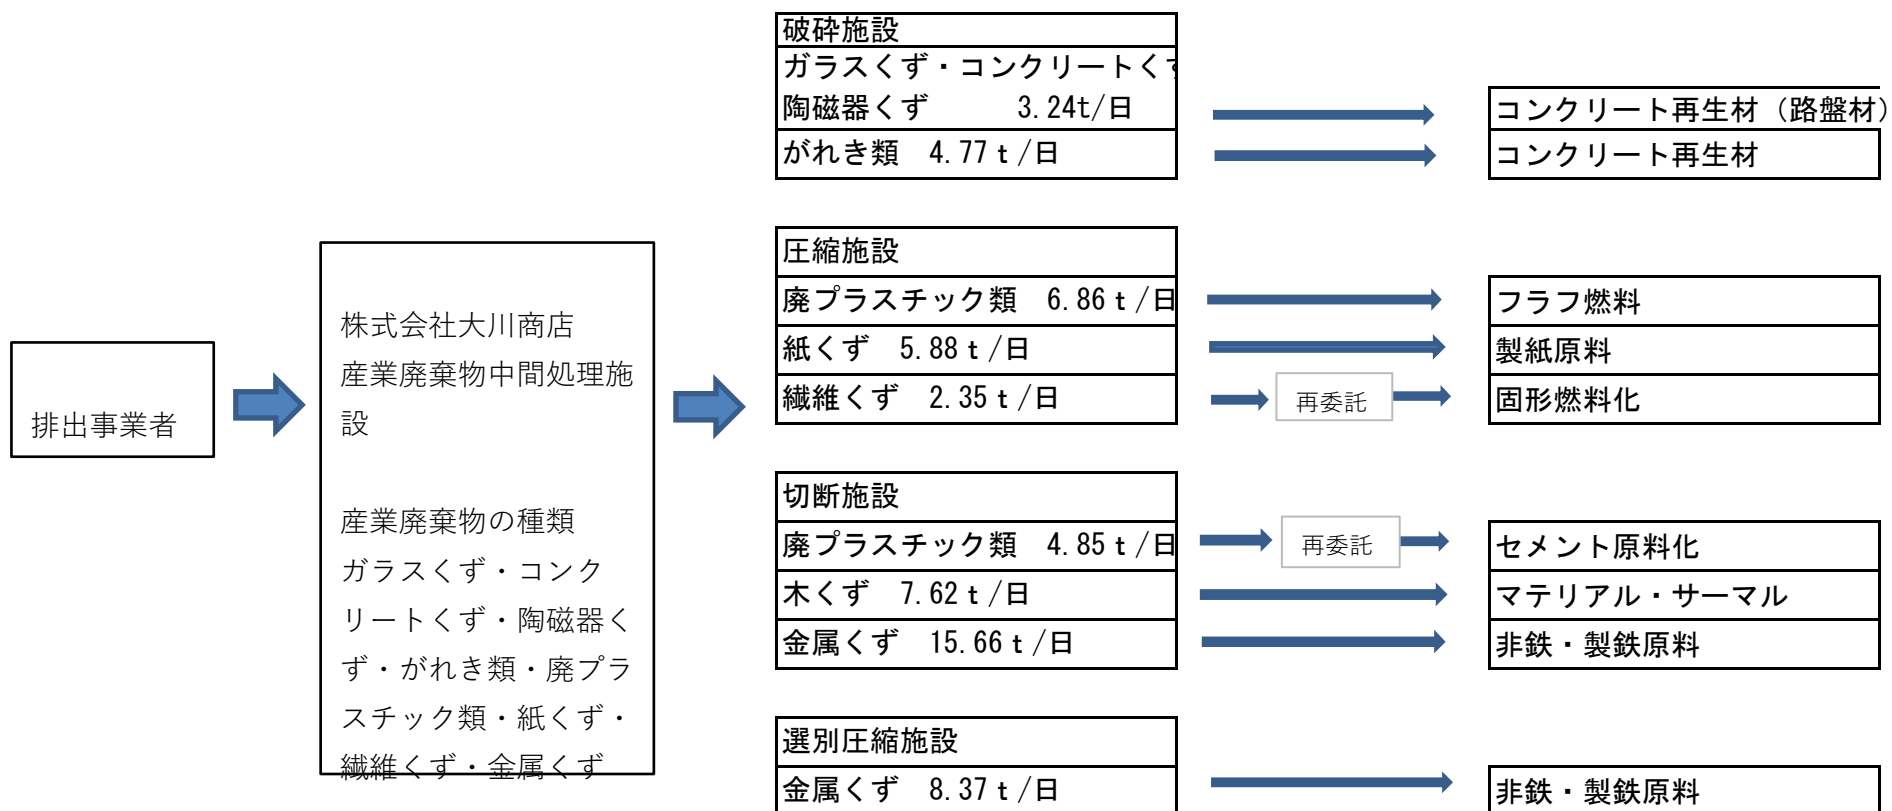 排出事業者
株式会社大川商店
産業廃棄物中間処理施
設
産業廃棄物の種類
ガラスくず・コンク
リートくず・陶磁器く
ず・がれき類・廃プラ
スチック類・紙くず・
繊維くず・金属くず
破砕施設
ガラスくず・コンクリートくず
陶磁器くず 3.24t/日
コンクリート再生材（路盤材）
がれき類 4.77ｔ/日
コンクリート再生材
圧縮施設
廃プラスチック類 6.86ｔ/日
フラフ燃料
紙くず 5.88ｔ/日
製紙原料
繊維くず 2.35ｔ/日
再委託
固形燃料化
切断施設
廃プラスチック類 4.85ｔ/日
再委託
セメント原料化
木くず 7.62ｔ/日
マテリアル・サーマル
金属くず 15.66ｔ/日
非鉄・製鉄原料
選別圧縮施設
金属くず 8.37ｔ/日
非鉄・製鉄原料